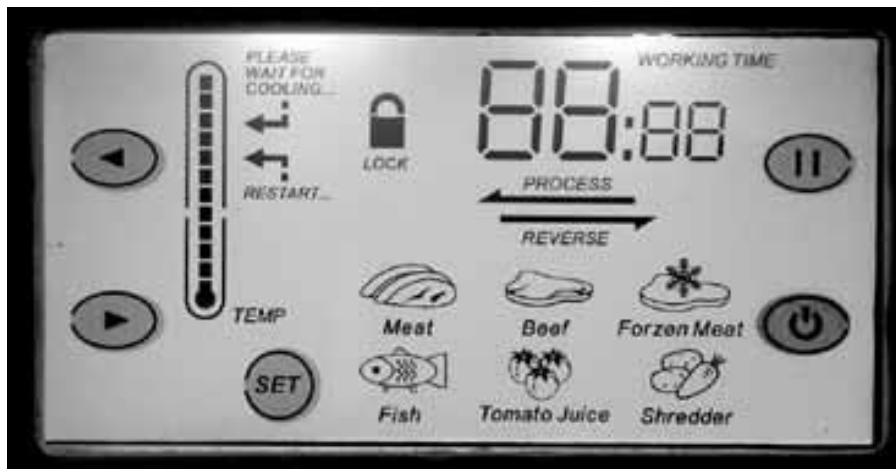 PLEASE
WAIT FOR
COOLING...
RESTART...
TEMP
SET
LOCK
88:88
WORKING TIME
PROCESS
REVERSE
Meat
Beef
Forzen Meat
Fish
Tomato Juice
Shredder